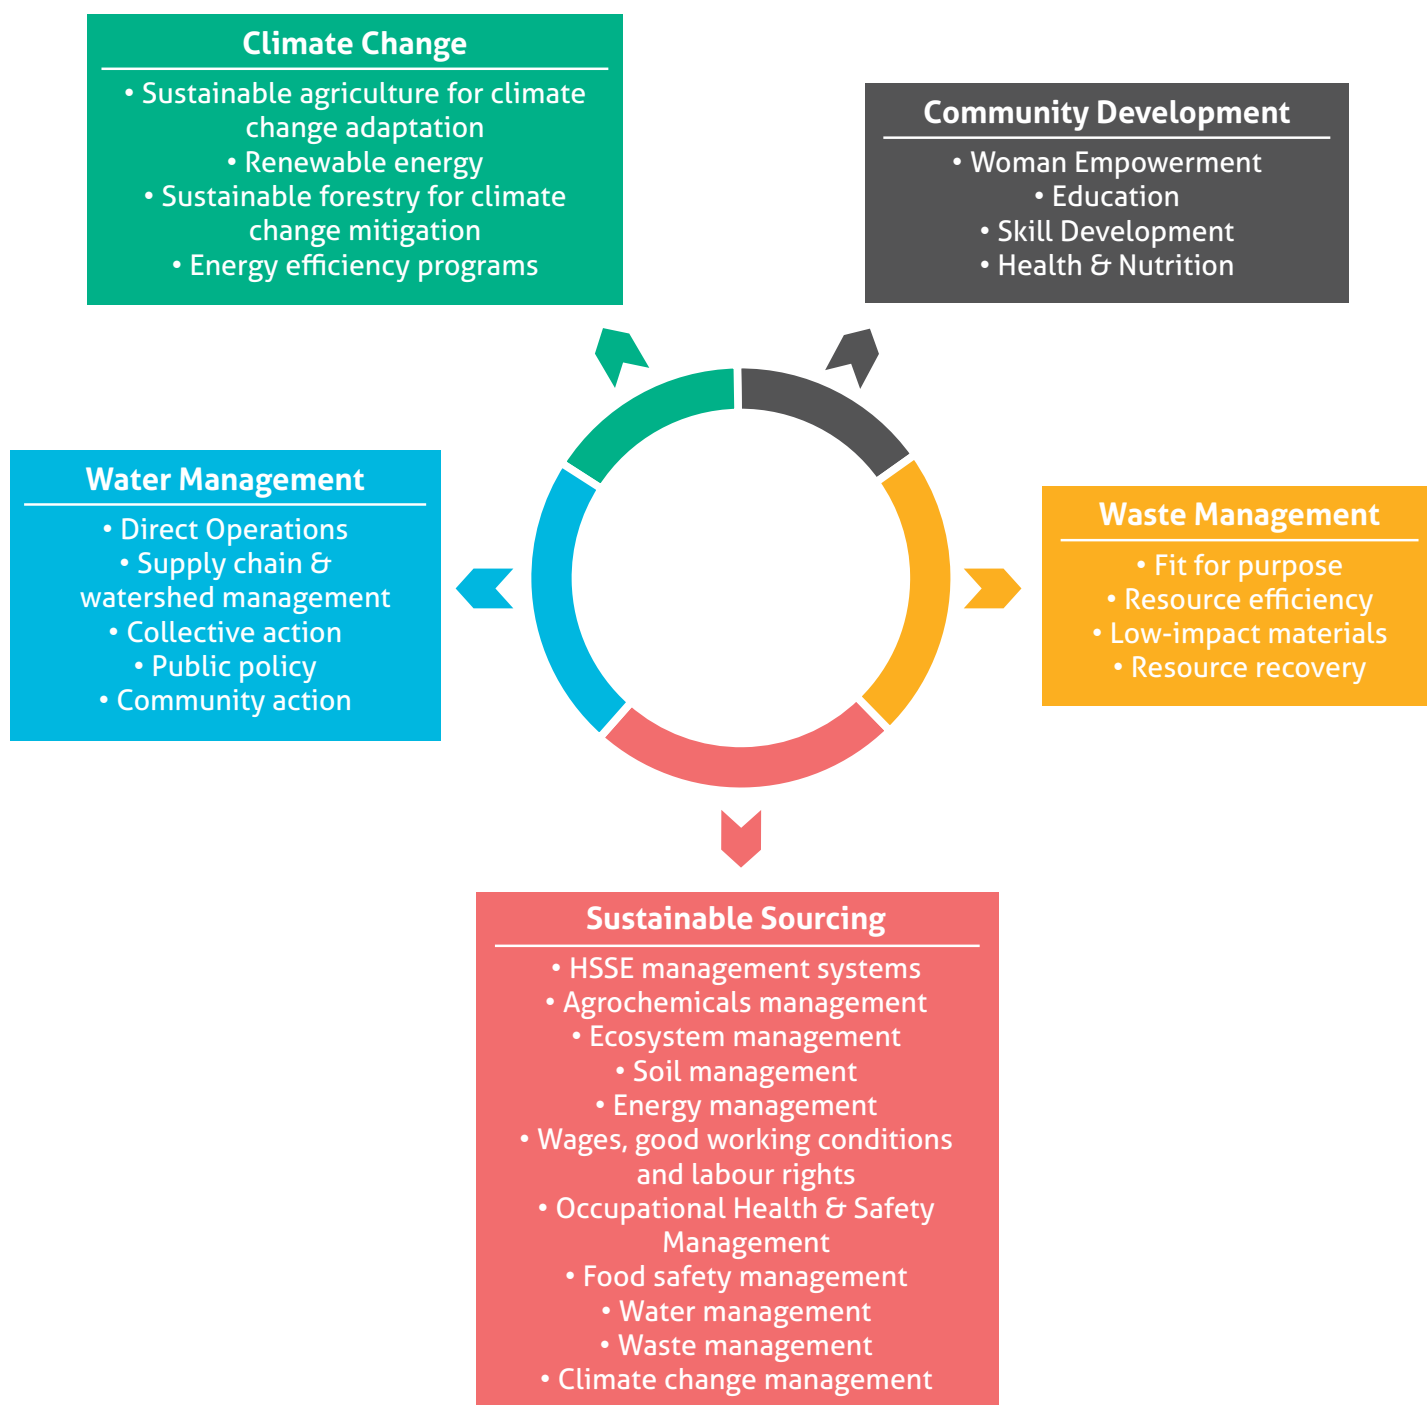 Climate Change
• Sustainable agriculture for climate
change adaptation
• Renewable energy
• Sustainable forestry for climate
change mitigation
• Energy efficiency programs
Community Development
• Woman Empowerment
• Education
• Skill Development
• Health & Nutrition
Water Management
• Direct Operations
• Supply chain &
watershed management
• Collective action
• Public policy
• Community action
Waste Management
• Fit for purpose
• Resource efficiency
• Low-impact materials
• Resource recovery
Sustainable Sourcing
• HSSE management systems
• Agrochemicals management
• Ecosystem management
• Soil management
• Energy management
• Wages, good working conditions
and labour rights
• Occupational Health & Safety
Management
• Food safety management
• Water management
• Waste management
• Climate change management